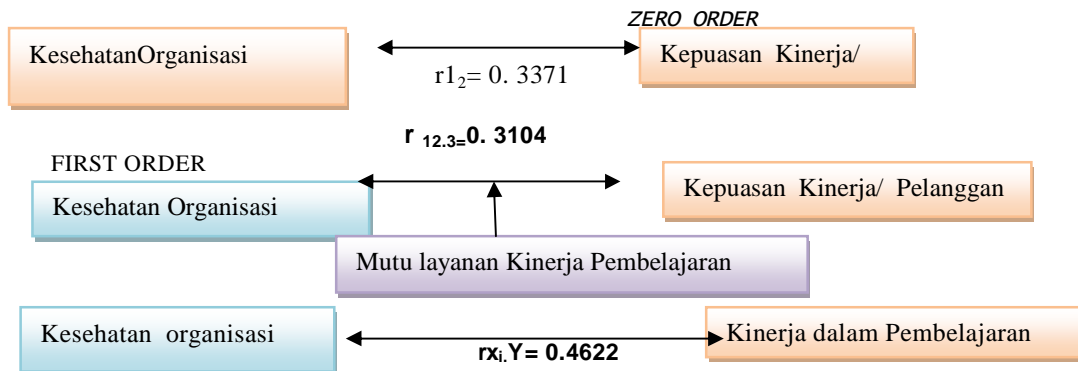 ZERO ORDER
KesehatanOrganisasi
Kepuasan Kinerja/
r1₂= 0. 3371
r ₁₂.₃₌0. 3104
FIRST ORDER
Kesehatan Organisasi
Kepuasan Kinerja/ Pelanggan
Mutu layanan Kinerja Pembelajaran
Kesehatan organisasi
Kinerja dalam Pembelajaran
rxᵢ.Y= 0.4622